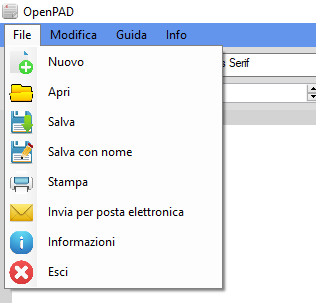 OpenPAD
File Modifica Guida Info
s Serif
Nuovo
Apri
Salva
Salva con nome
Stampa
Invia per posta elettronica
Informazioni
Esci